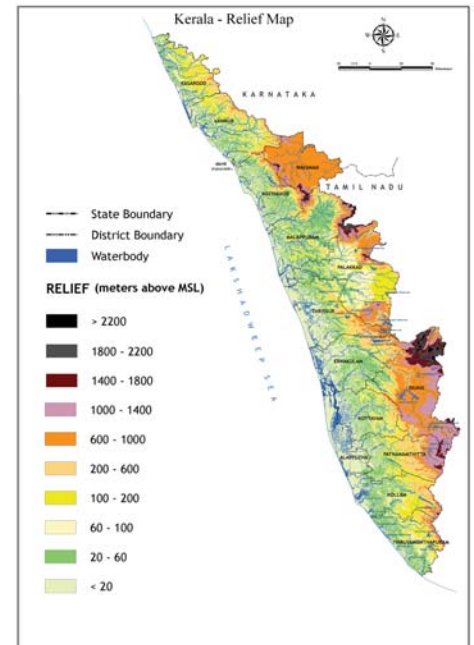 Kerala - Relief Map
N
KASARGOD
KARNATAKA
KANNUR
WAYANAD
KOZHIKODE
TAMIL NADU
MALAPPURAM
State Boundary
District Boundary
Waterbody
PALAKKAD
LAKSHADWEEP SEA
RELIEF (meters above MSL)
THRISSUR
> 2200
1800 - 2200
ERNAKULAM
1400 - 1800
IDUKKI
1000 - 1400
KOTTAYAM
600 - 1000
ALAPPUZHA
PATHANAMTHITTA
200 - 600
100 - 200
KOLLAM
60 - 100
THIRUVANANTHAPURAM
20 - 60
< 20